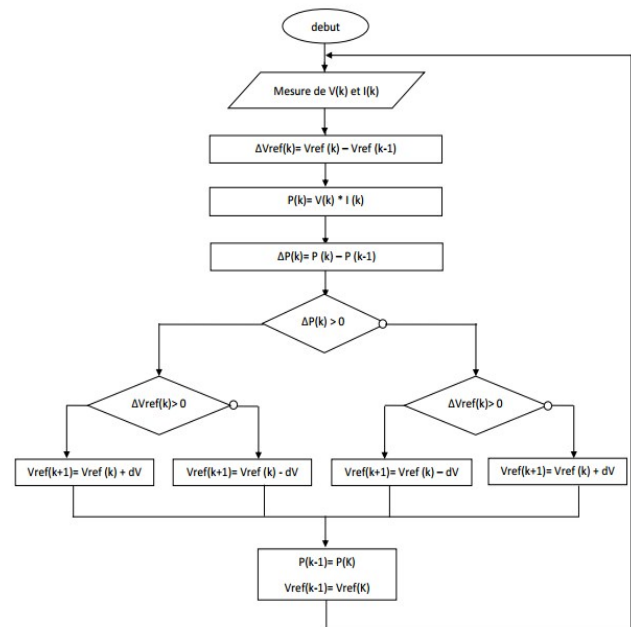 debut
Mesure de V(k) et I(k)
ΔVref(k)= Vref (k) – Vref (k-1)
P(k)= V(k) * I (k)
ΔP(k)= P (k) – P (k-1)
ΔP(k) > 0
ΔVref(k)> 0
ΔVref(k)> 0
Vref(k+1)= Vref (k) + dV
Vref(k+1)= Vref (k) - dV
Vref(k+1)= Vref (k) – dV
Vref(k+1)= Vref (k) + dV
P(k-1)= P(K)
Vref(k-1)= Vref(K)